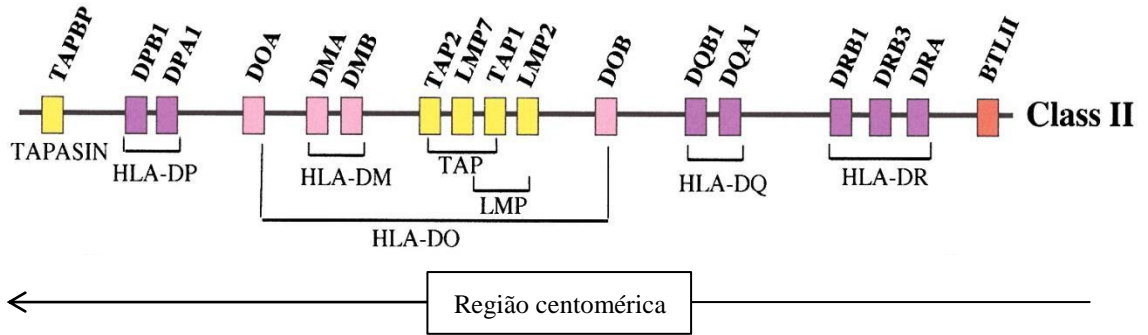 TAPBP DPB1 DPA1 DOA DMA DMB TAP2 LMP7 TAP1 LMP2 DOB DQB1 DQA1 DRB1 DRB3 DRA BTLII
Class II
TAPASIN HLA-DP HLA-DM TAP HLA-DQ HLA-DR
LMP
HLA-DO
Região centomérica